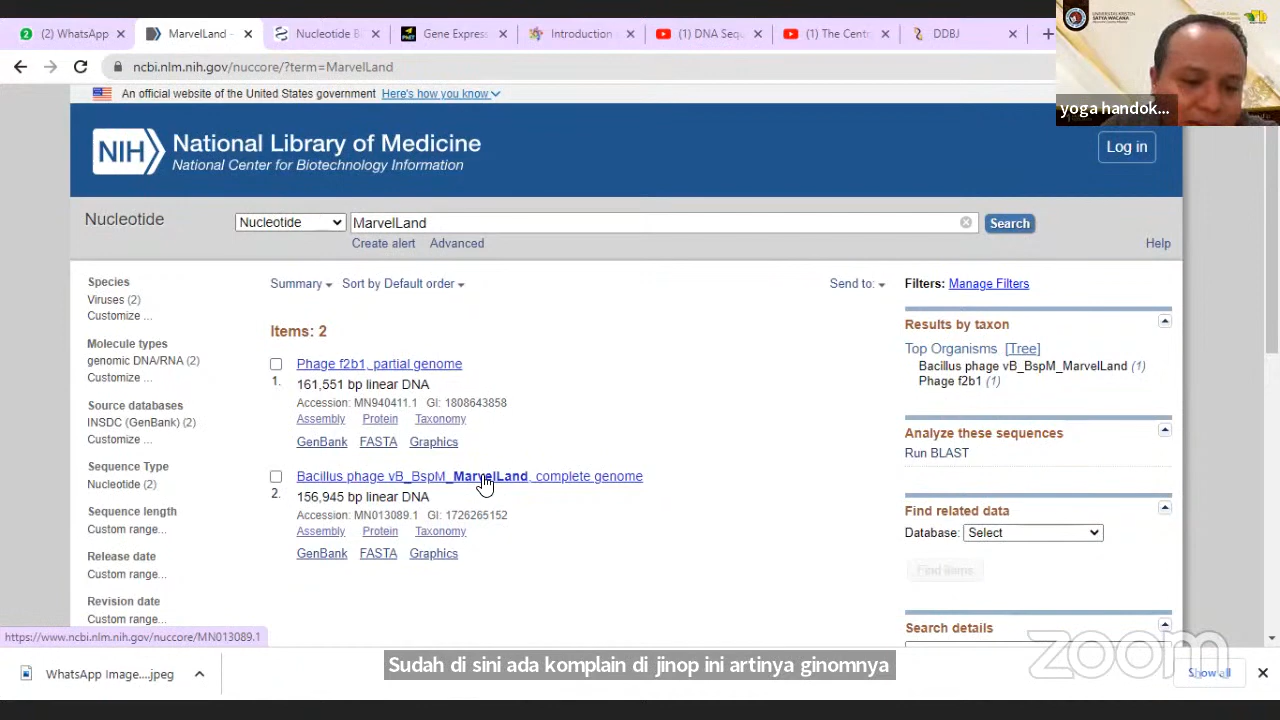 (2) WhatsApp
MarvelLand -
Nucleotide B
Gene Express
Introduction
(1) DNA Seq
(1) The Centr
DDBJ
ncbi.nlm.nih.gov/nuccore/?term=MarvelLand
UNIVERSITAS KRISTEN
SATYA WACANA
yoga handok...
An official website of the United States government Here's how you know
NIH
National Library of Medicine
National Center for Biotechnology Information
Log in
Nucleotide
Nucleotide
MarvelLand
Search
Create alert Advanced
Help
Species
Viruses (2)
Customize ...
Molecule types
genomic DNA/RNA (2)
Customize ...
Source databases
INSDC (GenBank) (2)
Customize ...
Sequence Type
Nucleotide (2)
Sequence length
Custom range...
Release date
Custom range...
Revision date
Custom range...
Summary Sort by Default order
Send to:
Items: 2
Phage f2b1, partial genome
1. 161,551 bp linear DNA
Accession: MN940411.1 GI: 1808643858
Assembly Protein Taxonomy
GenBank FASTA Graphics
Bacillus phage vB_BspM_MarvelLand, complete genome
2. 156,945 bp linear DNA
Accession: MN013089.1 GI: 1726265152
Assembly Protein Taxonomy
GenBank FASTA Graphics
Filters: Manage Filters
Results by taxon
Top Organisms [Tree]
Bacillus phage vB_BspM_MarvelLand (1)
Phage f2b1 (1)
Analyze these sequences
Run BLAST
Find related data
Database: Select
Find items
Search details
https://www.ncbi.nlm.nih.gov/nuccore/MN013089.1
Sudah di sini ada komplain di jinop ini artinya ginomnya
zoom
WhatsApp Image....jpeg
Show all